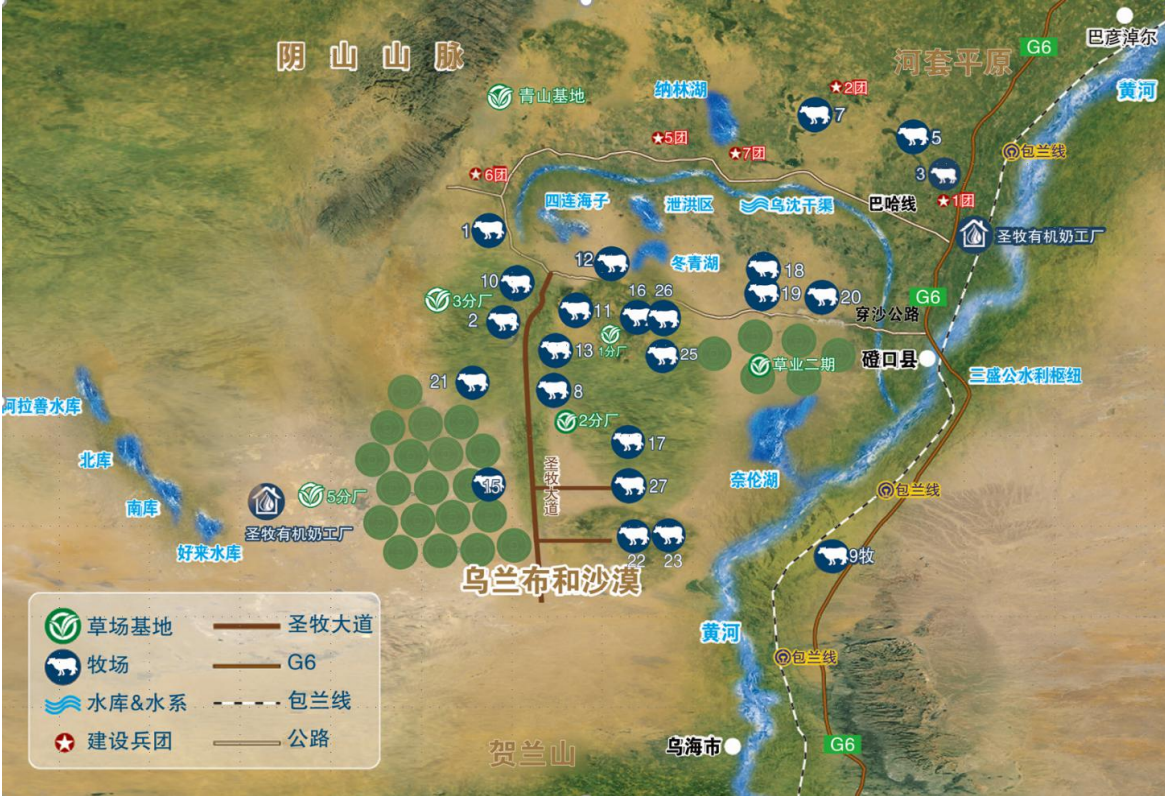 巴彦淖尔
阴山山脉
G6
河套平原
黄河
纳林湖
2团
青山基地
7
5团
5
7团
包兰线
6团
3
四连海子
泄洪区
乌沈干渠
巴哈线
1团
1
圣牧有机奶工厂
12
冬青湖
18
10
16
26
19
20
G6
3分厂
11
穿沙公路
2
1分厂
13
25
草业二期
磴口县
三盛公水利枢纽
21
8
阿拉善水库
2分厂
17
北库
圣牧大道
奈伦湖
15
27
包兰线
5分厂
南库
圣牧有机奶工厂
好来水库
22
23
9牧
乌兰布和沙漠
黄河
包兰线
草场基地
圣牧大道
牧场
G6
水库&水系
包兰线
建设兵团
公路
贺兰山
乌海市
G6